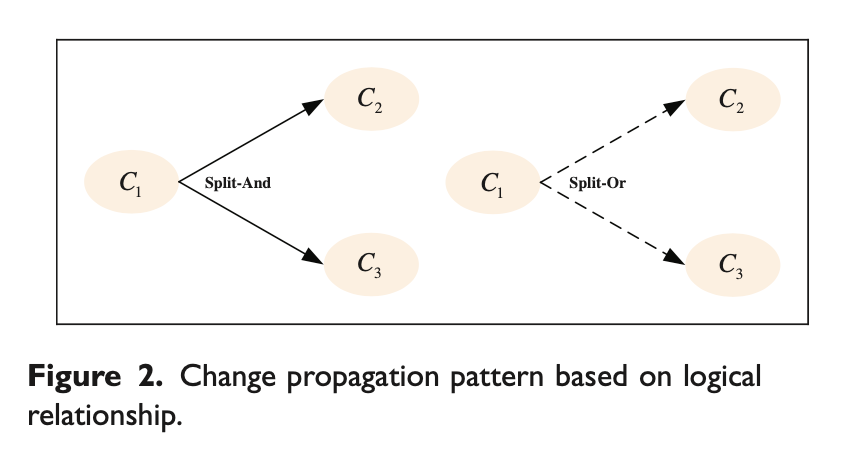 C₂
C₁ Split-And
C₃
C₂
C₁ Split-Or
C₃
Figure 2. Change propagation pattern based on logical
relationship.